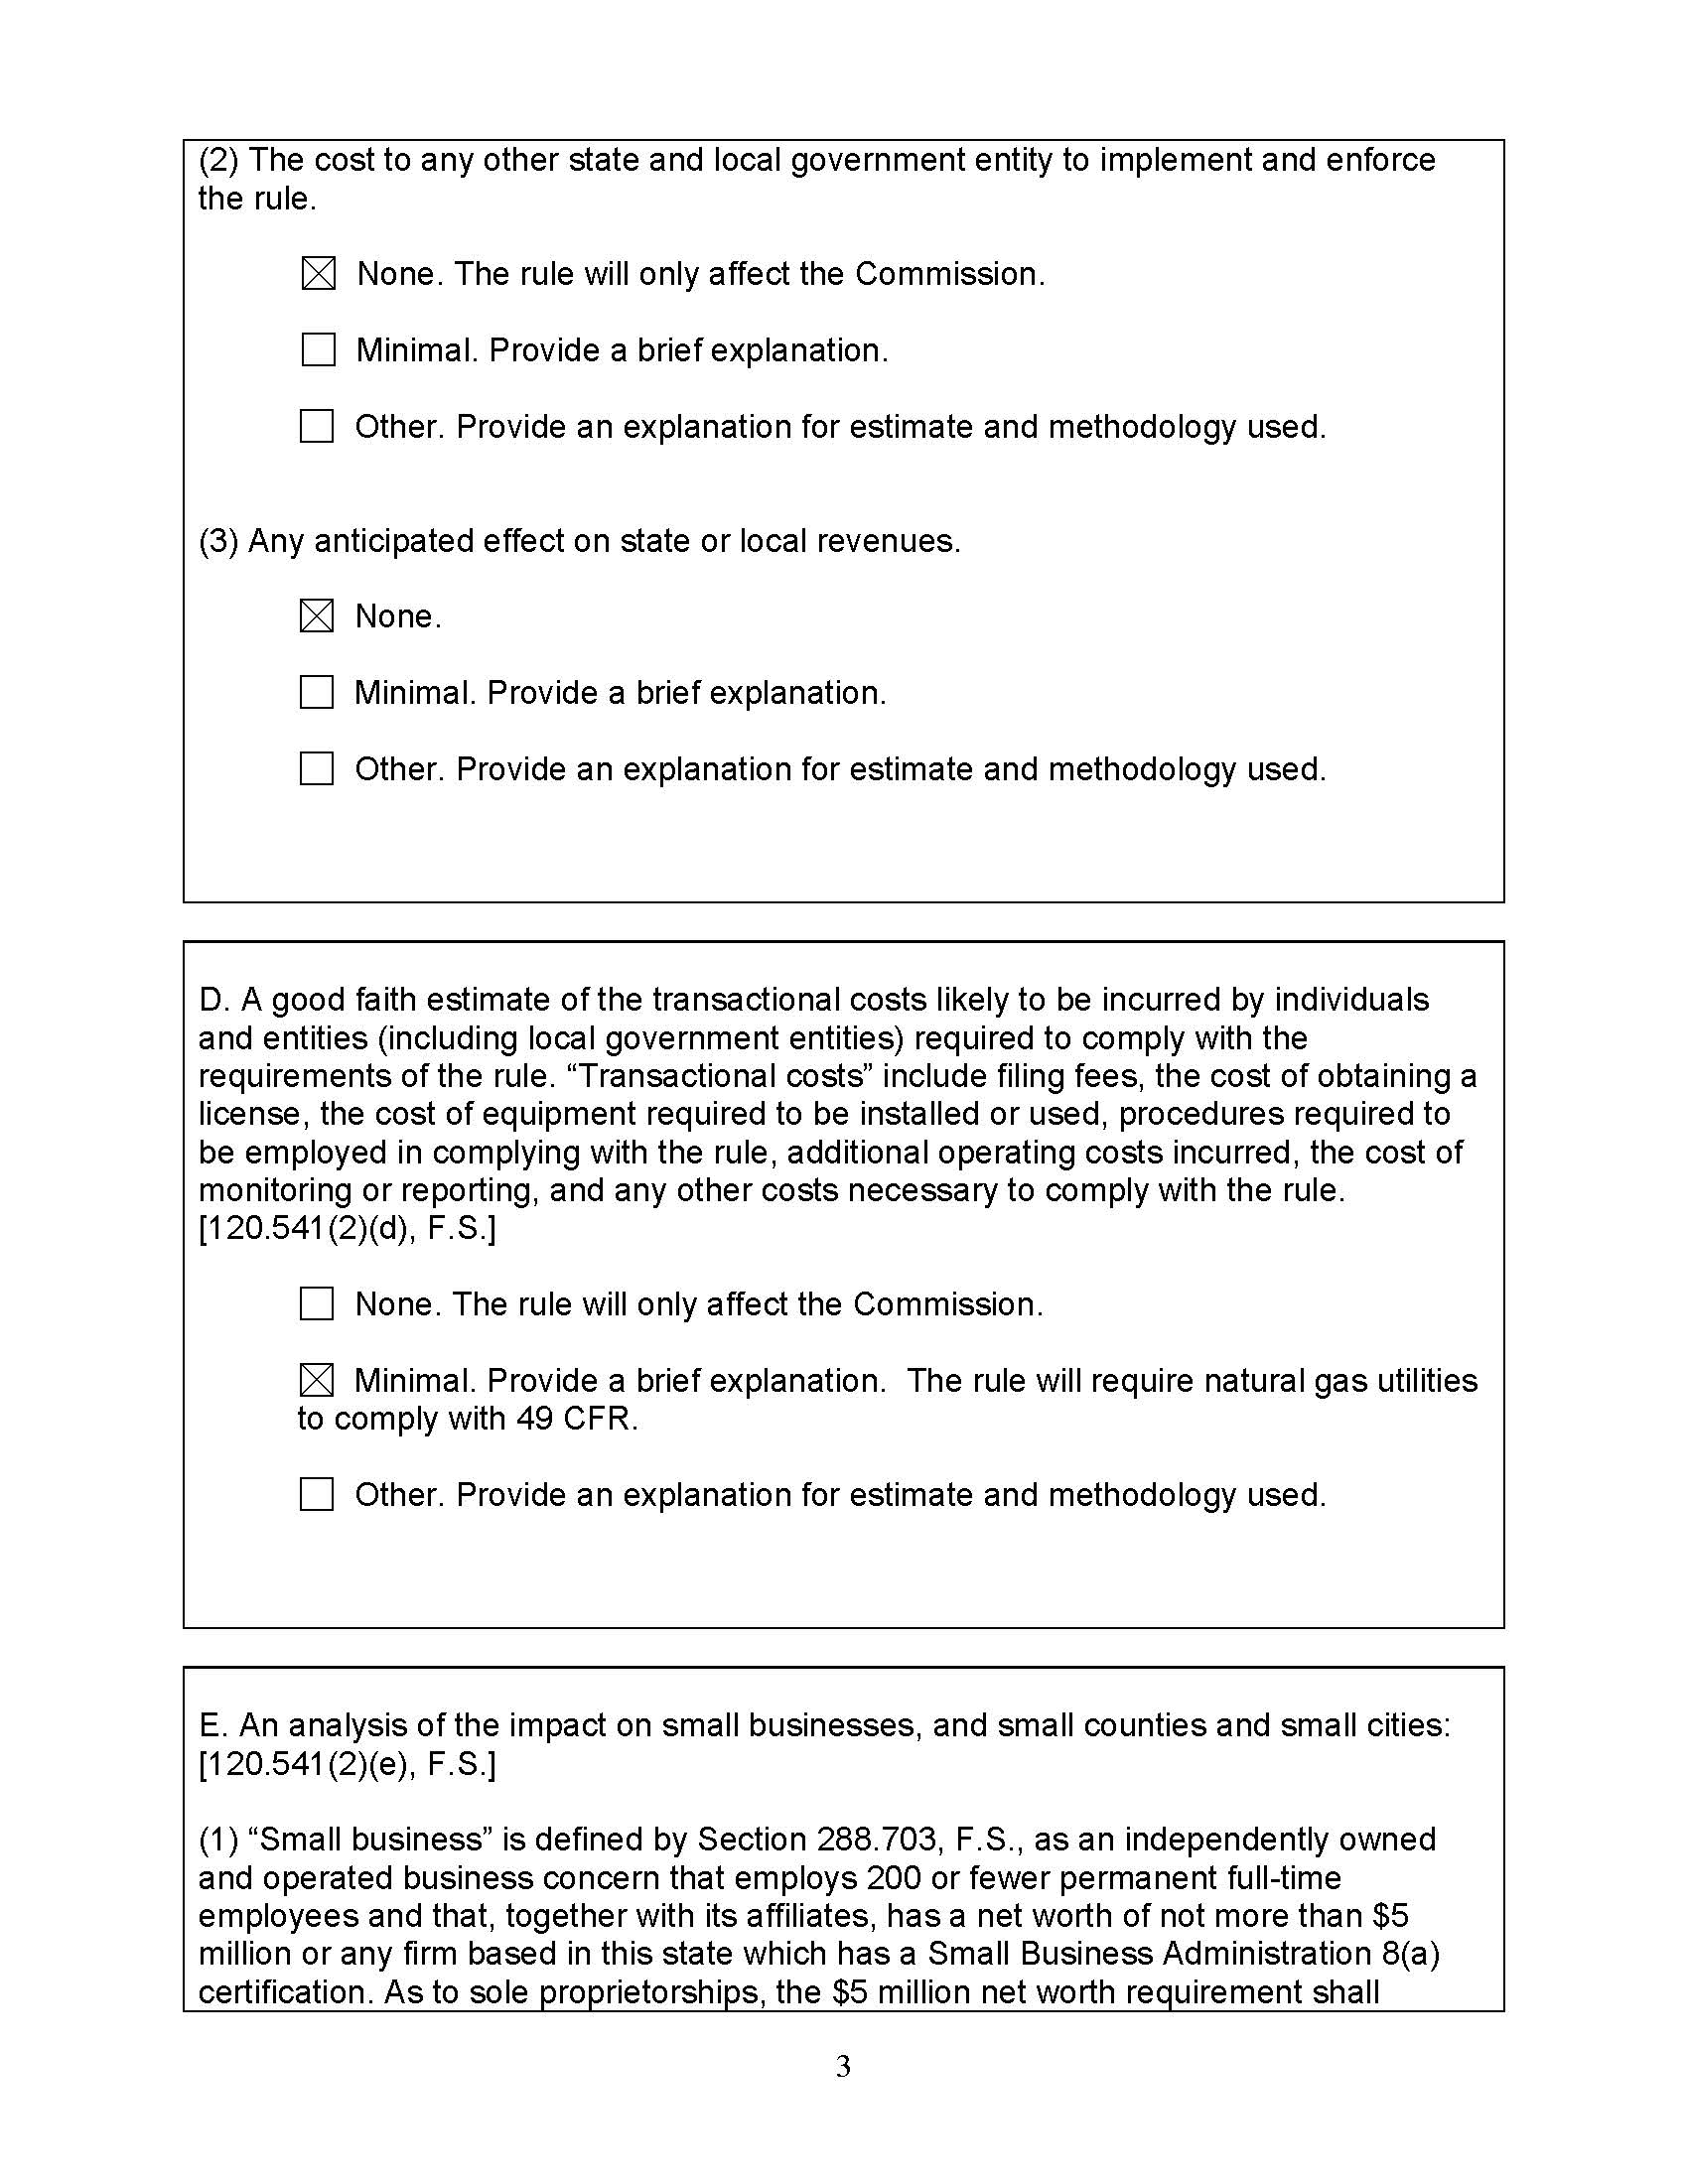 (2) The cost to any other state and local government entity to implement and enforce
the rule.
☒ None. The rule will only affect the Commission.
☐ Minimal. Provide a brief explanation.
☐ Other. Provide an explanation for estimate and methodology used.
(3) Any anticipated effect on state or local revenues.
☒ None.
☐ Minimal. Provide a brief explanation.
☐ Other. Provide an explanation for estimate and methodology used.
D. A good faith estimate of the transactional costs likely to be incurred by individuals
and entities (including local government entities) required to comply with the
requirements of the rule. “Transactional costs” include filing fees, the cost of obtaining a
license, the cost of equipment required to be installed or used, procedures required to
be employed in complying with the rule, additional operating costs incurred, the cost of
monitoring or reporting, and any other costs necessary to comply with the rule.
[120.541(2)(d), F.S.]
☐ None. The rule will only affect the Commission.
☒ Minimal. Provide a brief explanation.  The rule will require natural gas utilities
to comply with 49 CFR.
☐ Other. Provide an explanation for estimate and methodology used.
E. An analysis of the impact on small businesses, and small counties and small cities:
[120.541(2)(e), F.S.]
(1) “Small business” is defined by Section 288.703, F.S., as an independently owned
and operated business concern that employs 200 or fewer permanent full-time
employees and that, together with its affiliates, has a net worth of not more than $5
million or any firm based in this state which has a Small Business Administration 8(a)
certification. As to sole proprietorships, the $5 million net worth requirement shall
3